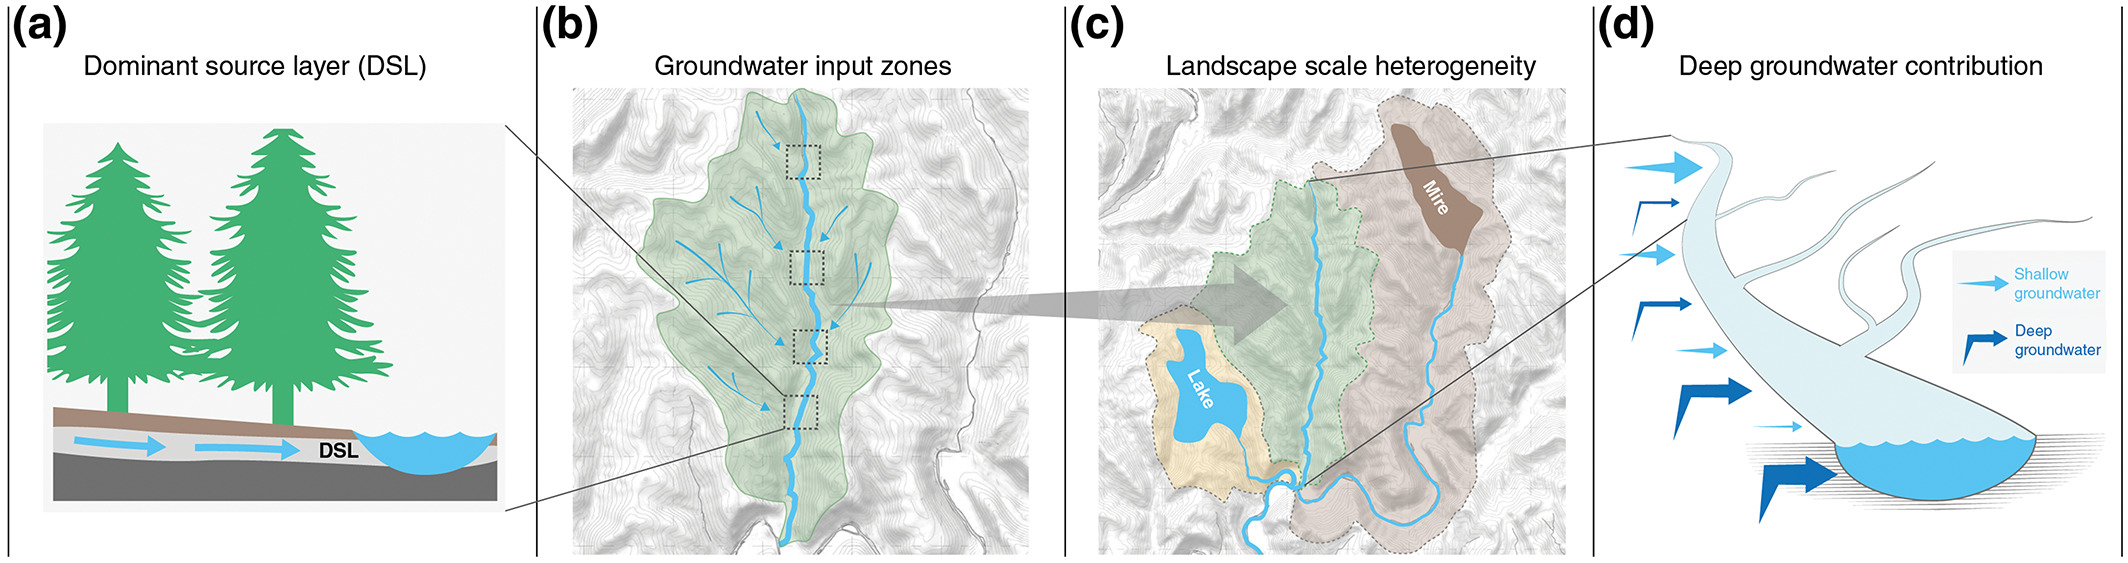 (a)
Dominant source layer (DSL)
DSL
(b)
Groundwater input zones
(c)
Landscape scale heterogeneity
Mire
Lake
(d)
Deep groundwater contribution
Shallow
groundwater
Deep
groundwater